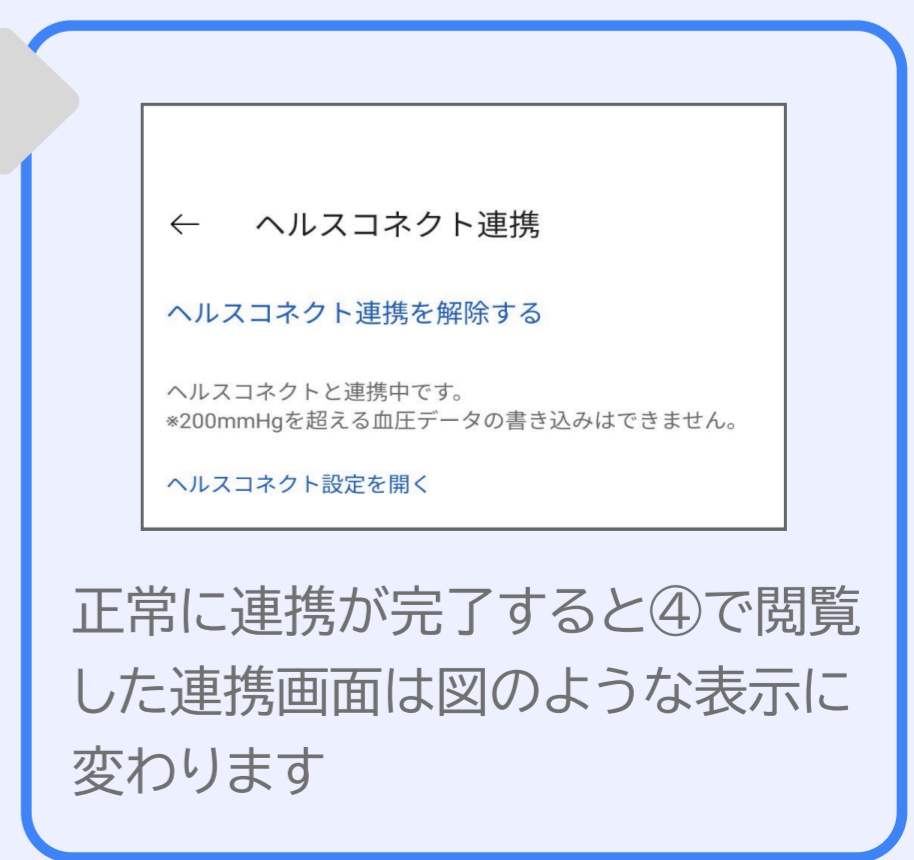 ← ヘルスコネクト連携
ヘルスコネクト連携を解除する
ヘルスコネクトと連携中です。
※200mmHgを超える血圧データの書き込みはできません。
ヘルスコネクト設定を開く
正常に連携が完了すると④で閲覧
した連携画面は図のような表示に
変わります